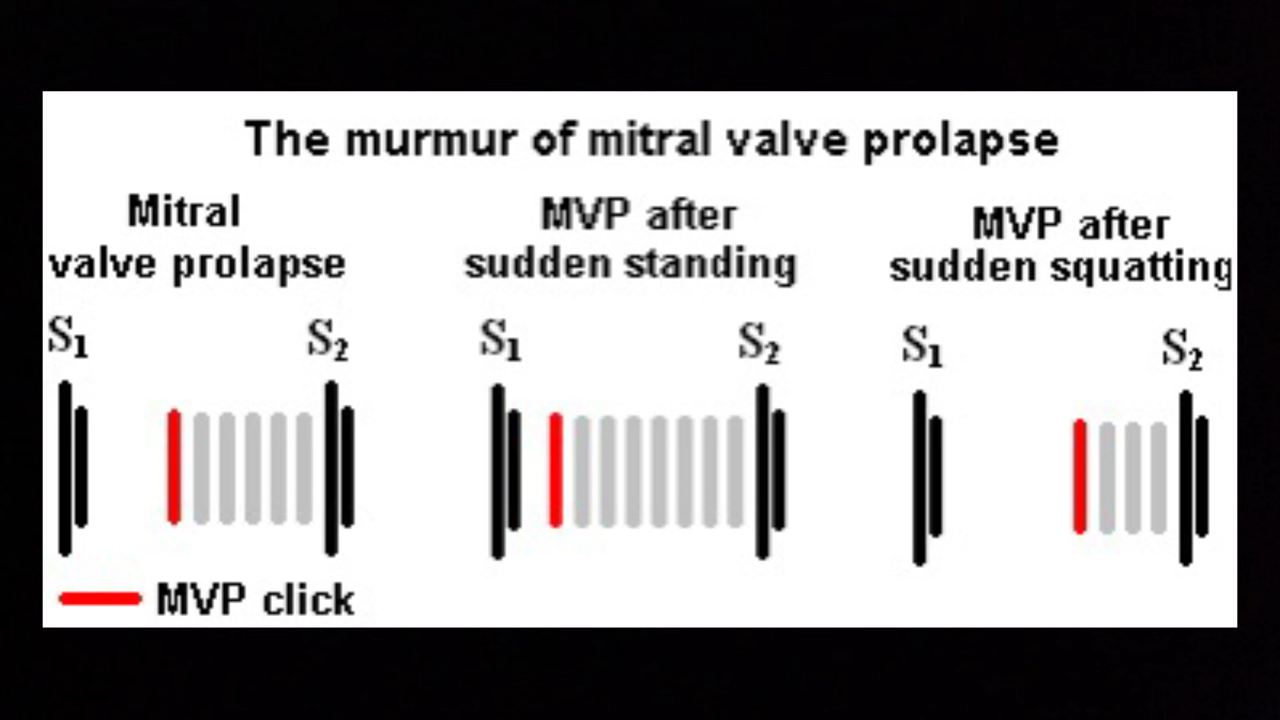 The murmur of mitral valve prolapse
Mitral
valve prolapse
MVP after
sudden standing
MVP after
sudden squatting
S₁ S₂
S₁ S₂
S₁ S₂
MVP click